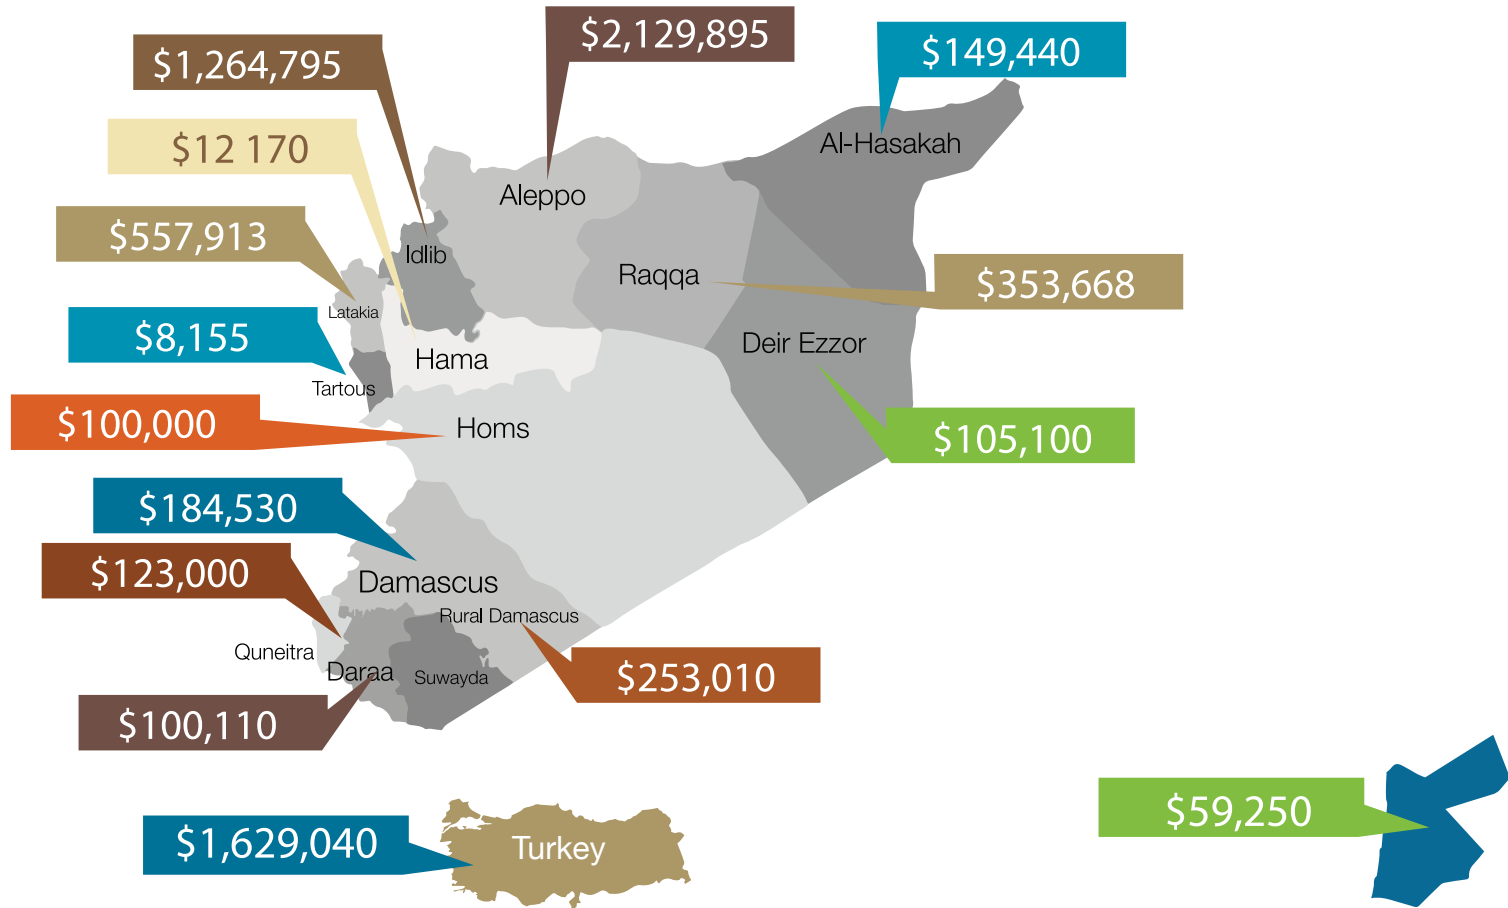 $2,129,895
$149,440
$1,264,795
Al-Hasakah
$12 170
Aleppo
$557,913
Idlib
Raqqa
$353,668
Latakia
$8,155
Deir Ezzor
Hama
Tartous
$100,000
Homs
$105,100
$184,530
$123,000
Damascus
Rural Damascus
Quneitra
Daraa
Suwayda
$253,010
$100,110
$59,250
$1,629,040
Turkey